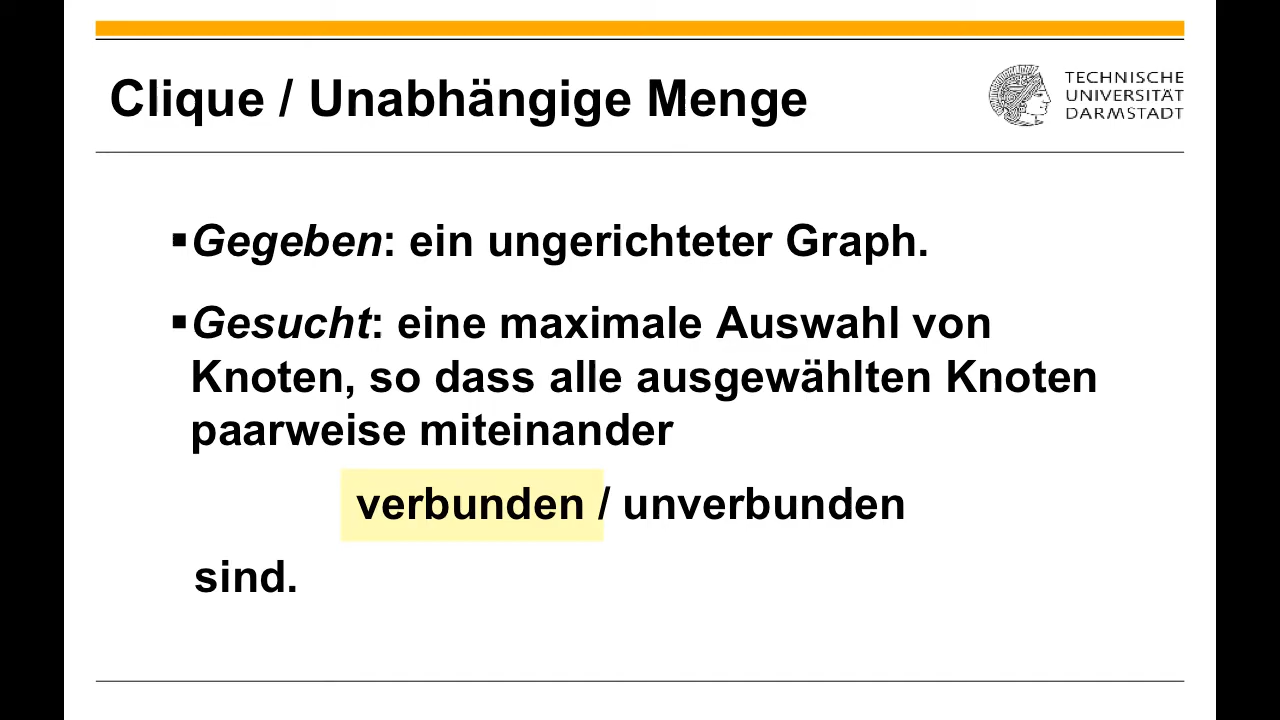 Clique / Unabhängige Menge
TECHNISCHE
UNIVERSITÄT
DARMSTADT
▪Gegeben: ein ungerichteter Graph.
▪Gesucht: eine maximale Auswahl von
Knoten, so dass alle ausgewählten Knoten
paarweise miteinander
verbunden / unverbunden
sind.